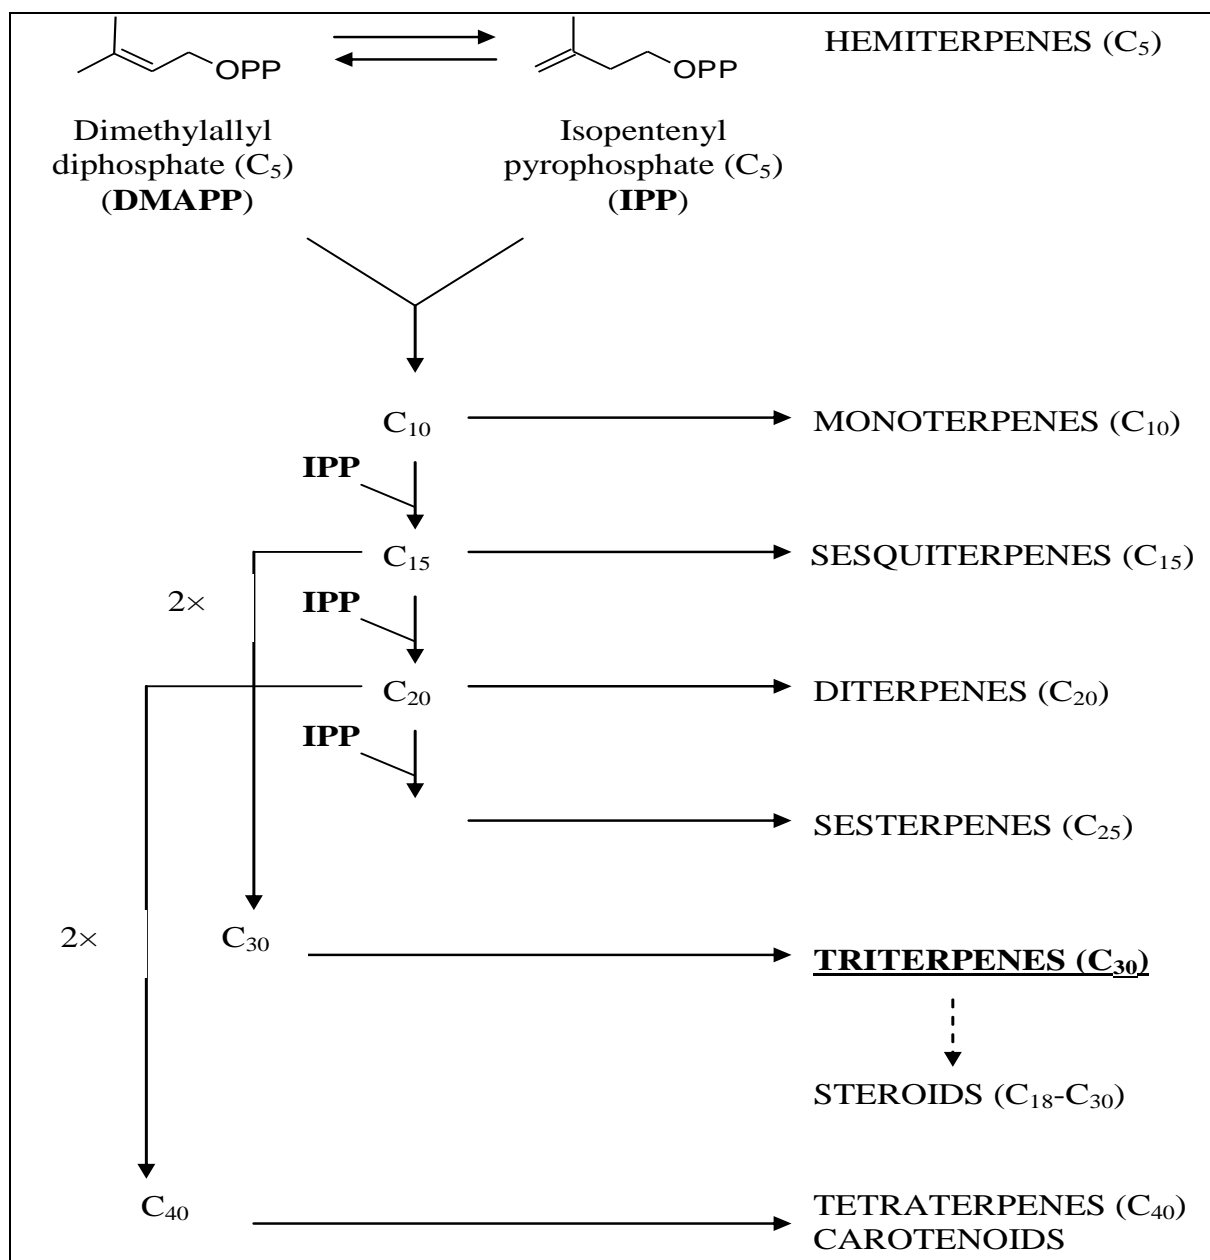 OPP
OPP
HEMITERPENES (C5)
Dimethylallyl
diphosphate (C5)
(DMAPP)
Isopentenyl
pyrophosphate (C5)
(IPP)
C10
MONOTERPENES (C10)
IPP
C15
SESQUITERPENES (C15)
2×
IPP
C20
DITERPENES (C20)
IPP
SESTERPENES (C25)
2×
C30
TRITERPENES (C30)
STEROIDS (C18-C30)
C40
TETRATERPENES (C40)
CAROTENOIDS